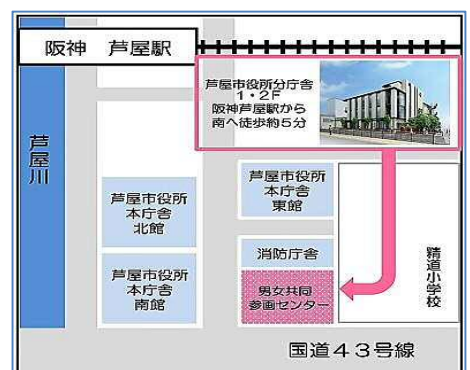 阪神 芦屋駅
芦屋市役所分庁舎
1・2F
阪神芦屋駅から
南へ徒歩約5分
芦屋川
芦屋市役所
本庁舎
東館
芦屋市役所
本庁舎
北館
消防庁舎
芦屋市役所
本庁舎
南館
男女共同
参画センター
精道小学校
国道43号線